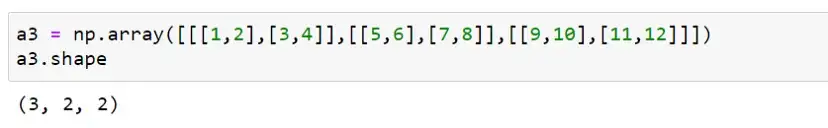 a3 = np.array([[[1,2],[3,4]],[[5,6],[7,8]],[[9,10],[11,12]]])
a3.shape
(3, 2, 2)